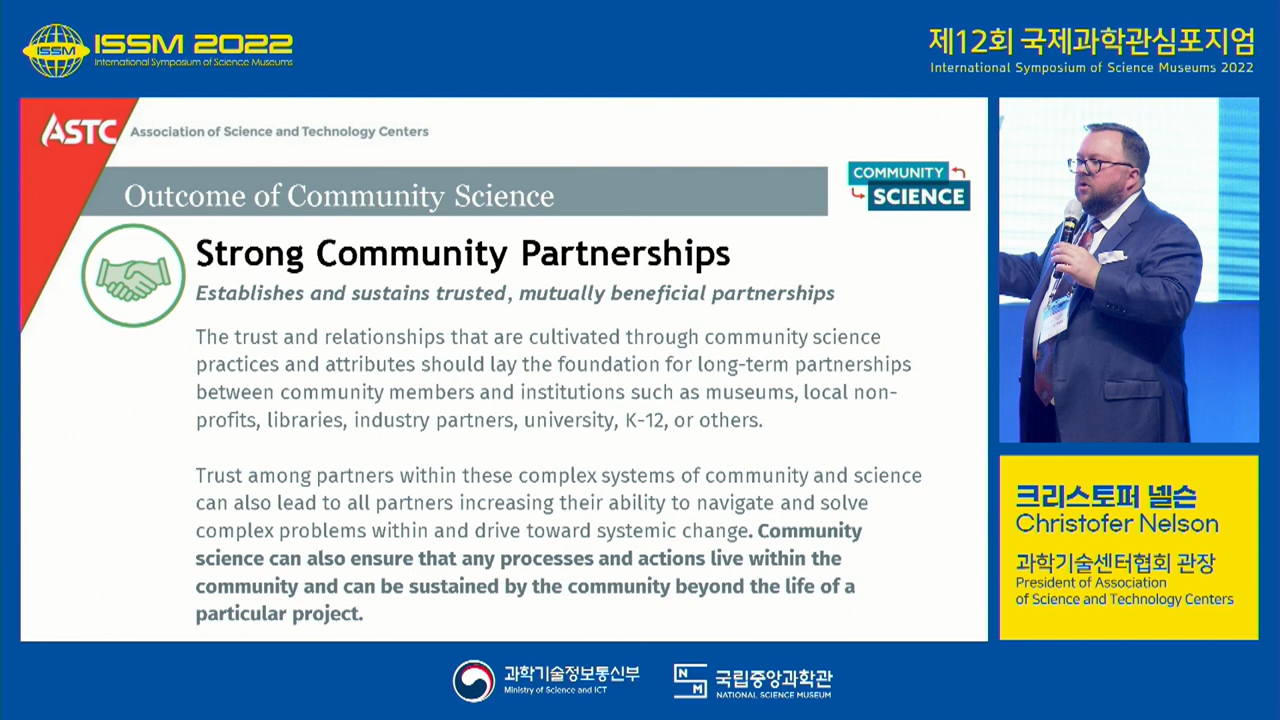 ISSM
ISSM 2022
International Symposium of Science Museums
제12회 국제과학관심포지엄
International Symposium of Science Museums 2022
ASTC
Association of Science and Technology Centers
Outcome of Community Science
COMMUNITY
SCIENCE
Strong Community Partnerships
Establishes and sustains trusted, mutually beneficial partnerships
The trust and relationships that are cultivated through community science
practices and attributes should lay the foundation for long-term partnerships
between community members and institutions such as museums, local non-
profits, libraries, industry partners, university, K-12, or others.
Trust among partners within these complex systems of community and science
can also lead to all partners increasing their ability to navigate and solve
complex problems within and drive toward systemic change. Community
science can also ensure that any processes and actions live within the
community and can be sustained by the community beyond the life of a
particular project.
크리스토퍼 넬슨
Christofer Nelson
과학기술센터협회 관장
President of Association
of Science and Technology Centers
과학기술정보통신부
Ministry of Science and ICT
N
S
M
국립중앙과학관
NATIONAL SCIENCE MUSEUM